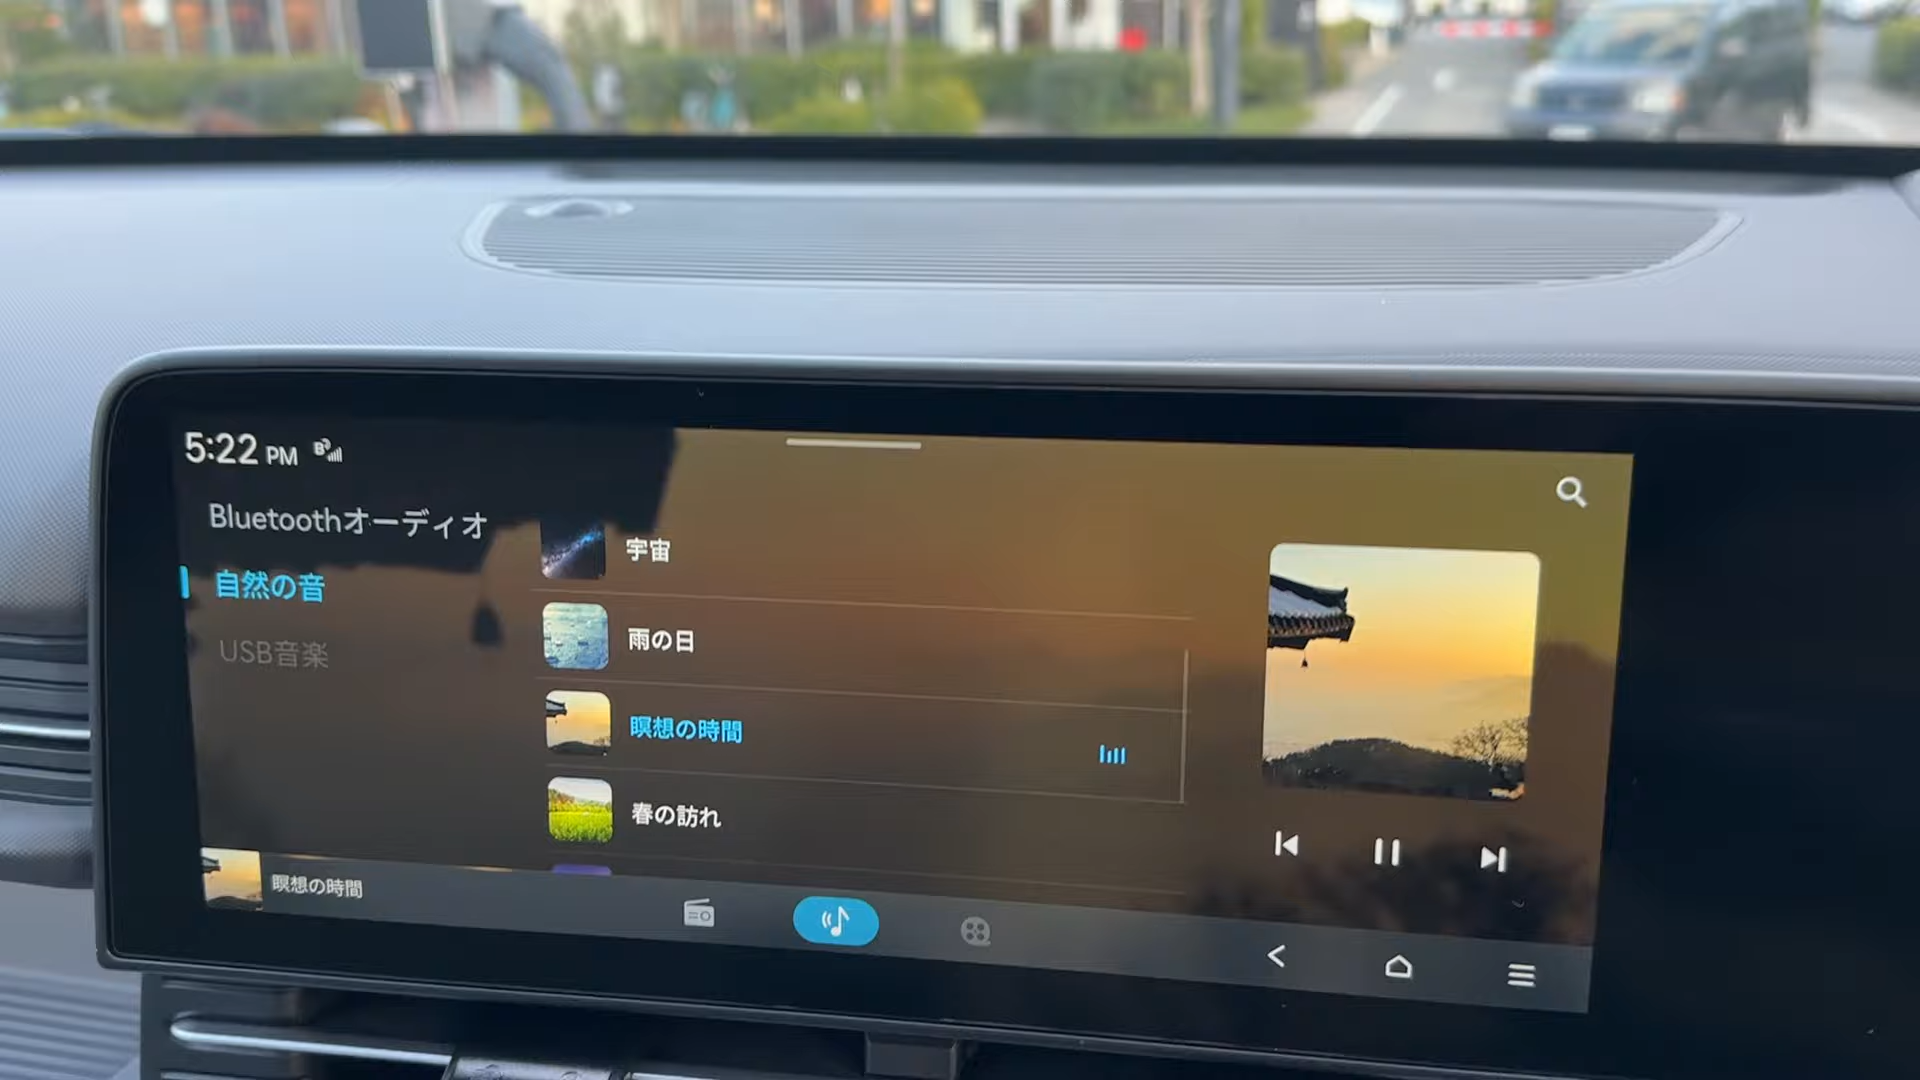 5:22 PM
Bluetoothオーディオ
自然の音
USB音楽
宇宙
雨の日
瞑想の時間
春の訪れ
瞑想の時間